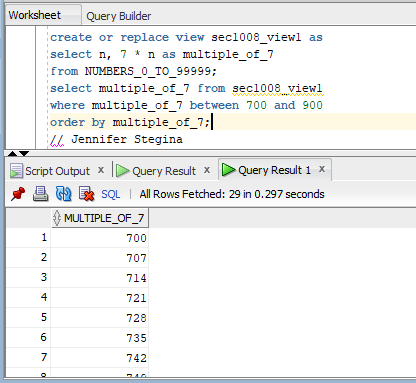 Worksheet Query Builder
create or replace view sec1008_view1 as
select n, 7 * n as multiple_of_7
from NUMBERS_0_TO_99999;
select multiple_of_7 from sec1008_view1
where multiple_of_7 between 700 and 900
order by multiple_of_7;
// Jennifer Stegina
Script Output x Query Result x Query Result 1 x
SQL | All Rows Fetched: 29 in 0.297 seconds
MULTIPLE_OF_7
1 700
2 707
3 714
4 721
5 728
6 735
7 742